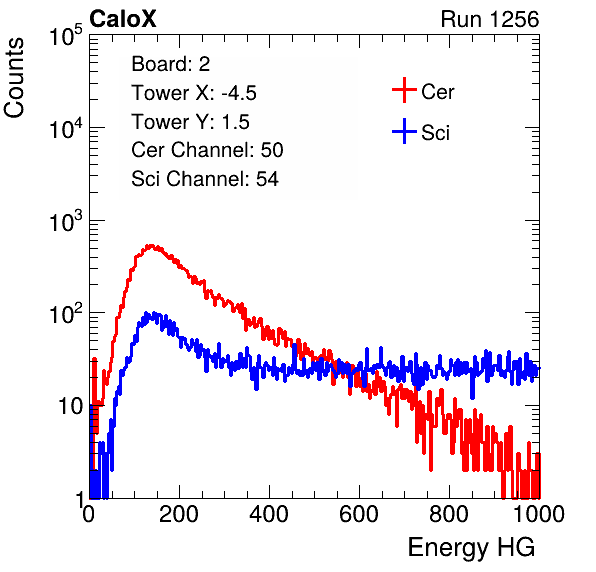 CaloX Run 1256
Counts
10^5
10^4
10^3
10^2
10
1
Board: 2
Tower X: -4.5
Tower Y: 1.5
Cer Channel: 50
Sci Channel: 54
Cer
Sci
0 200 400 600 800 1000
Energy HG